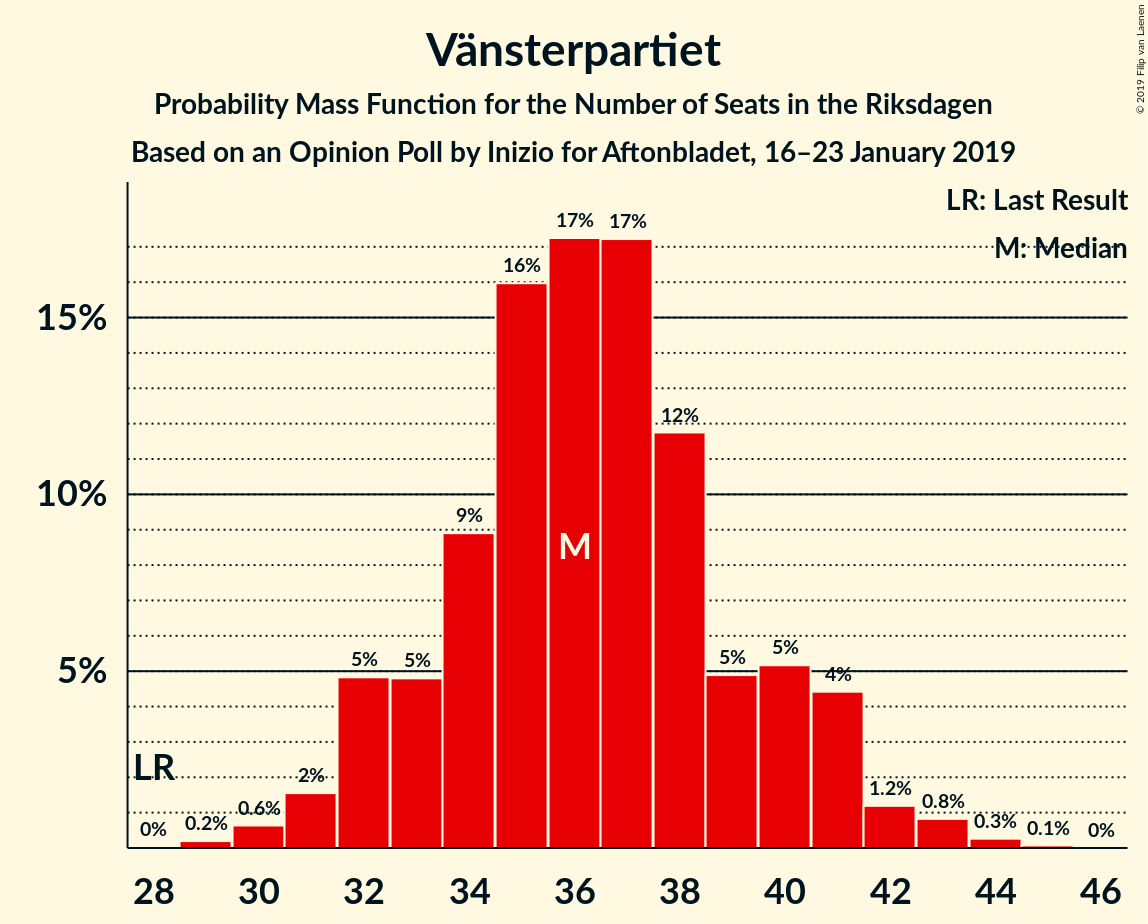 Vänsterpartiet
Probability Mass Function for the Number of Seats in the Riksdagen
Based on an Opinion Poll by Inizio for Aftonbladet, 16–23 January 2019
© 2019 Filip van Laenen
LR: Last Result
M: Median
15%
10%
5%
LR
M
0%
0.2%
0.6%
2%
5%
5%
9%
16%
17%
17%
12%
5%
5%
4%
1.2%
0.8%
0.3%
0.1%
0%
28 30 32 34 36 38 40 42 44 46